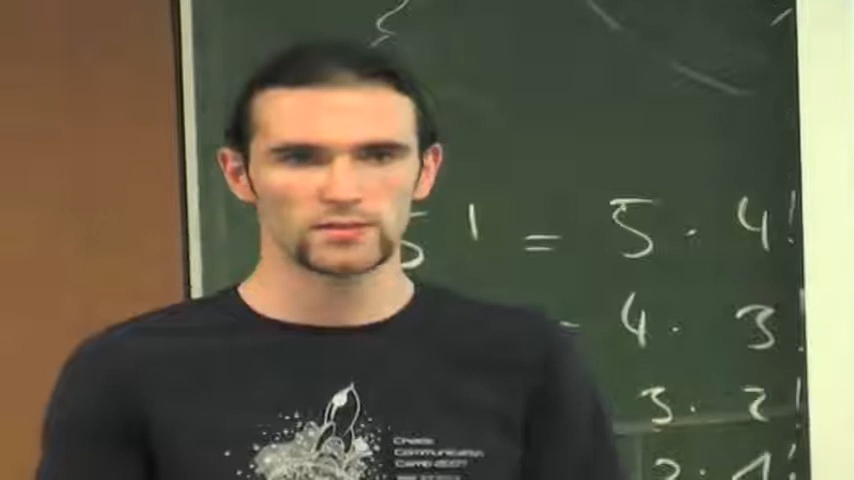 5! = 5 · 4!
= 4 · 3!
3 · 2!
2 · 1!
Chaos
Communication
Camp 2007